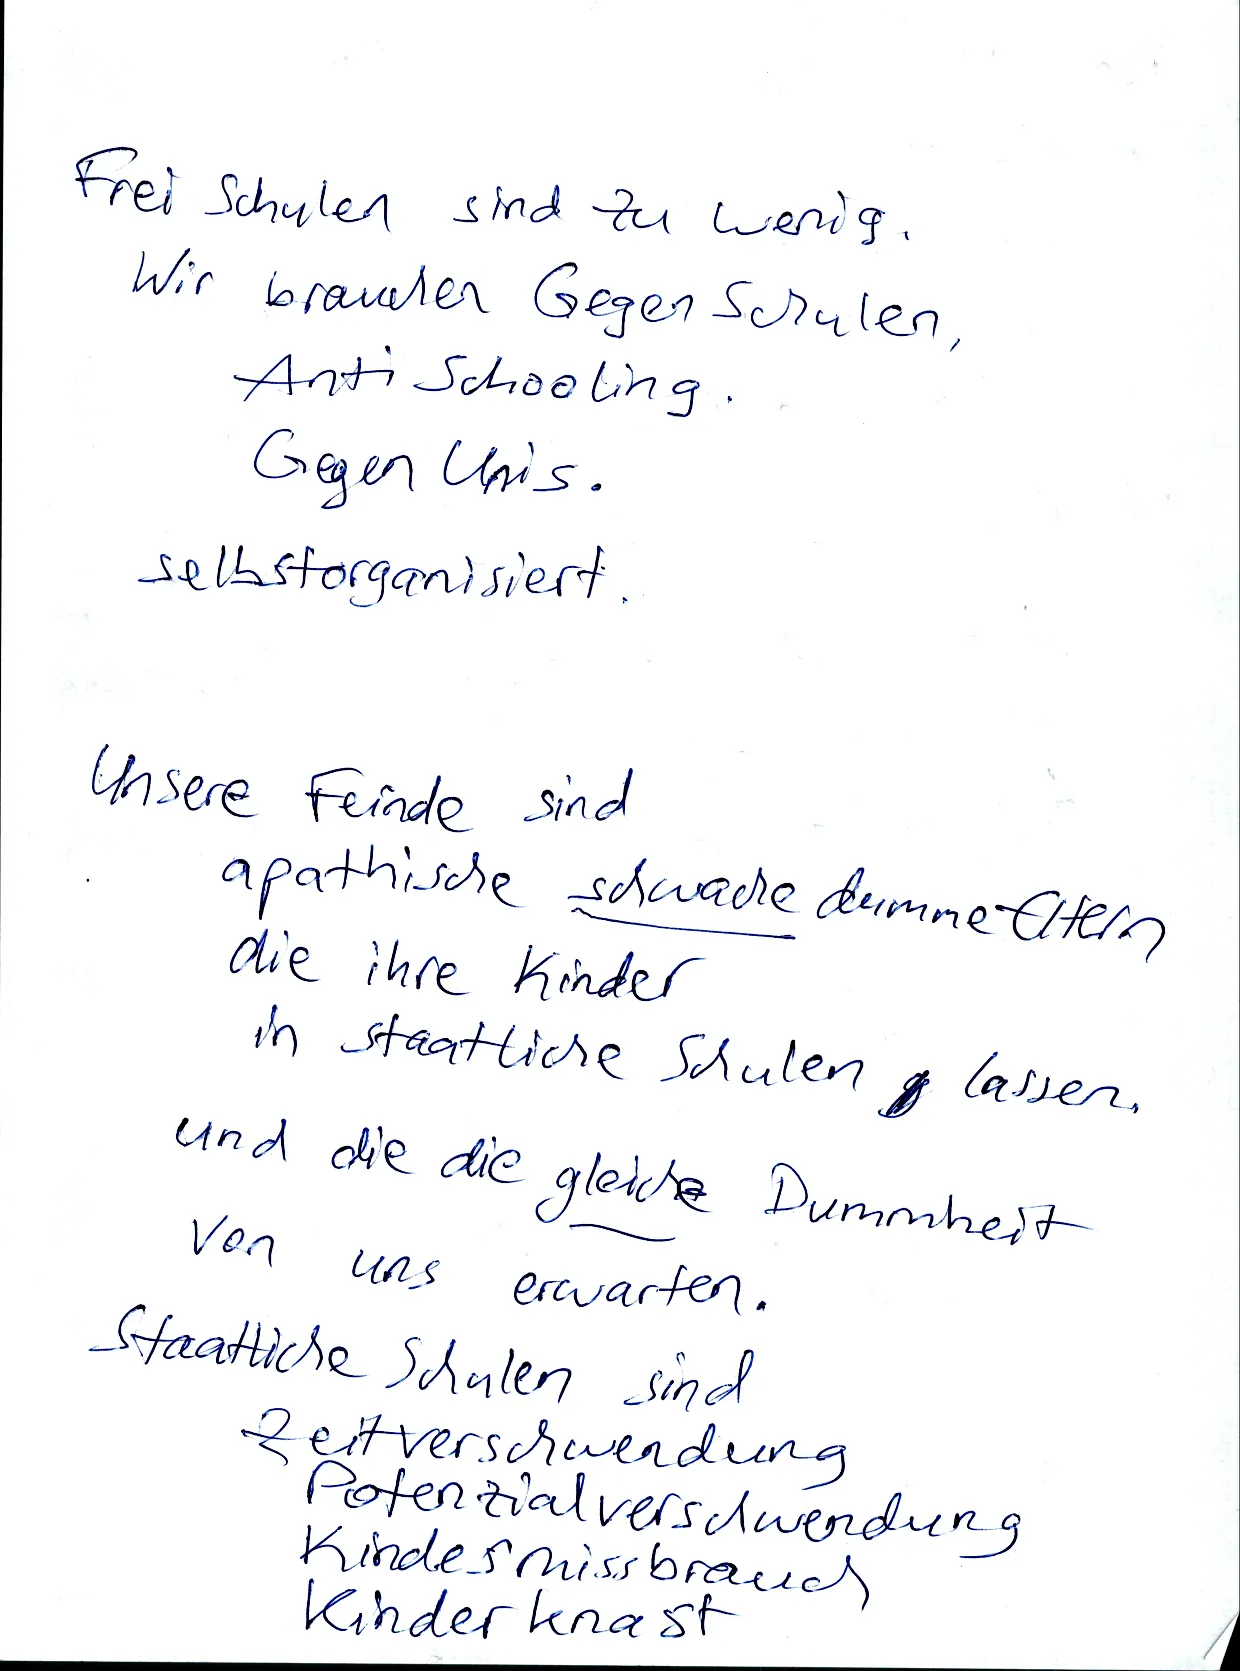 Frei Schulen sind zu wenig.
Wir brauchen Gegen Schulen,
Anti Schooling.
Gegen Unis.
selbstorganisiert.
Unsere Feinde sind
apathische schwache dumme Eltern
die ihre Kinder
in staatliche Schulen lassen.
und die die gleiche Dummheit
von uns erwarten.
Staatliche Schulen sind
Zeitverschwendung
Potenzialverschwendung
Kindesmissbrauch
Kinderknast